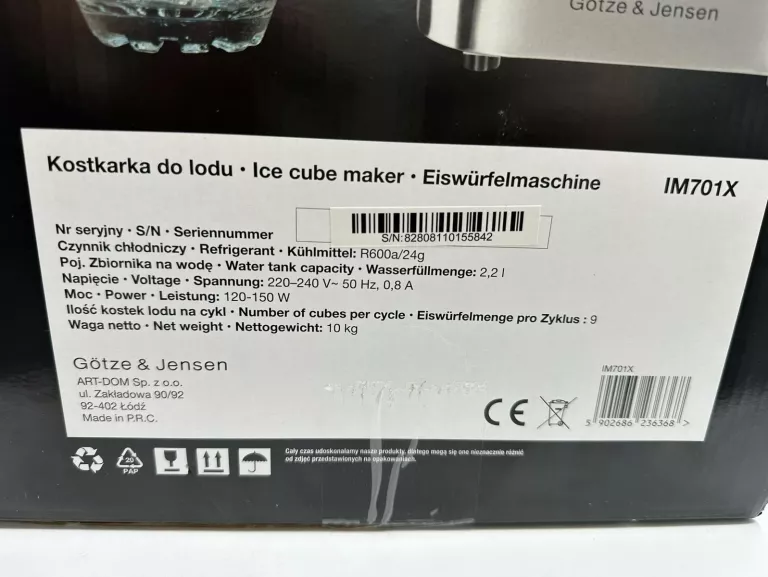 Götze & Jensen
Kostkarka do lodu • Ice cube maker • Eiswürfelmaschine IM701X
Nr seryjny • S/N • Seriennummer
S/N:82808110155842
Czynnik chłodniczy • Refrigerant • Kühlmittel: R600a/24g
Poj. Zbiornika na wodę • Water tank capacity • Wasserfüllmenge: 2,2 l
Napięcie • Voltage • Spannung: 220–240 V~ 50 Hz, 0,8 A
Moc • Power • Leistung: 120-150 W
Ilość kostek lodu na cykl • Number of cubes per cycle • Eiswürfelmenge pro Zyklus : 9
Waga netto • Net weight • Nettogewicht: 10 kg
Götze & Jensen
ART-DOM Sp. z o.o.
ul. Zakładowa 90/92
92-402 Łódź
Made in P.R.C.
CE
IM701X
5 902686 236368 >
20
PAP
Cały czas udoskonalamy nasze produkty, dlatego mogą się one nieznacznie różnić
od zdjęć przedstawionych na opakowaniach.